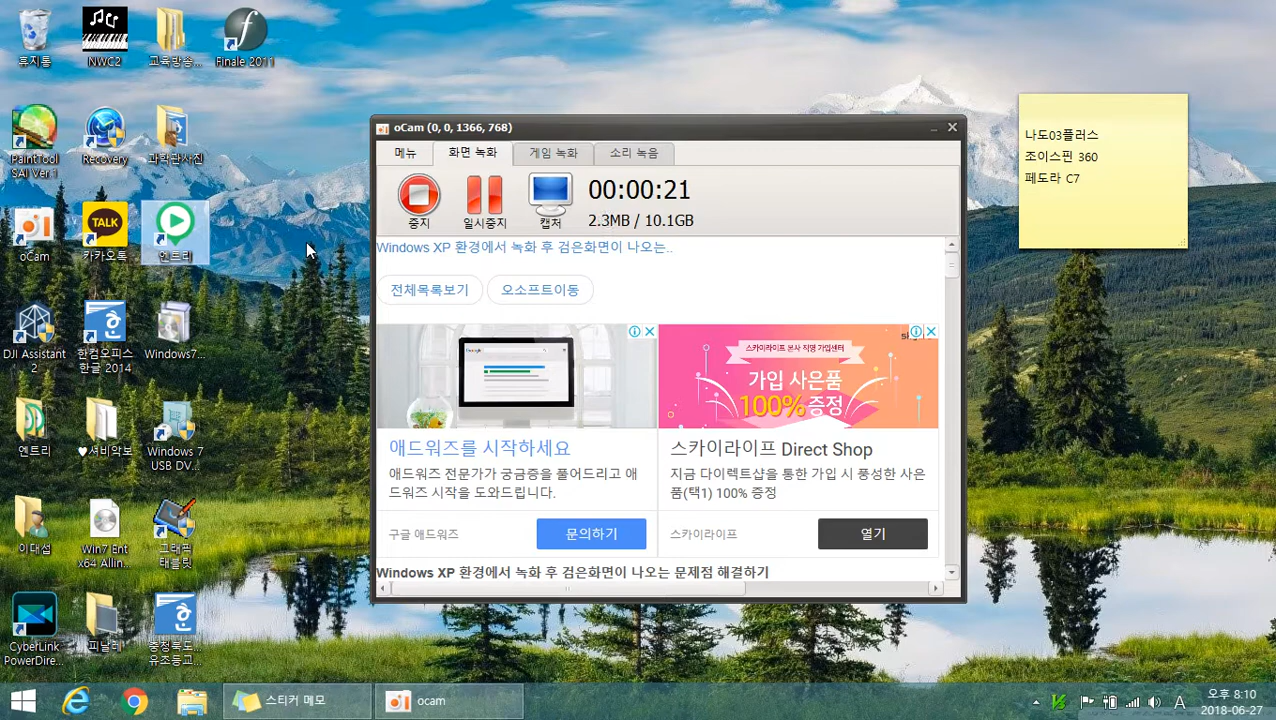 휴지통
NWC2
교육방송...
Finale 2011
PaintTool
SAI Ver.1
Recovery
과학관사진
oCam
TALK
카카오톡
엔트리
DJI Assistant
2
한컴오피스
한글 2014
Windows7...
엔트리
♥셔비악보
Windows 7
USB DV...
이대섭
Win7 Ent
x64 Allin...
그래픽
태블릿
CyberLink
PowerDire...
피날레
충청북도...
유초등고...
oCam (0, 0, 1366, 768)
메뉴
화면 녹화
게임 녹화
소리 녹음
중지
일시중지
캡처
00:00:21
2.3MB / 10.1GB
Windows XP 환경에서 녹화 후 검은화면이 나오는..
전체목록보기
오소프트이동
스카이라이프 본사 직영 가입센터
가입 사은품
100% 증정
애드워즈를 시작하세요
애드워즈 전문가가 궁금증을 풀어드리고 애
드워즈 시작을 도와드립니다.
구글 애드워즈
문의하기
스카이라이프 Direct Shop
지금 다이렉트샵을 통한 가입 시 풍성한 사은
품(택1) 100% 증정
스카이라이프
열기
Windows XP 환경에서 녹화 후 검은화면이 나오는 문제점 해결하기
나도03플러스
조이스핀 360
페도라 C7
스티커 메모
ocam
A
오후 8:10
2018-06-27